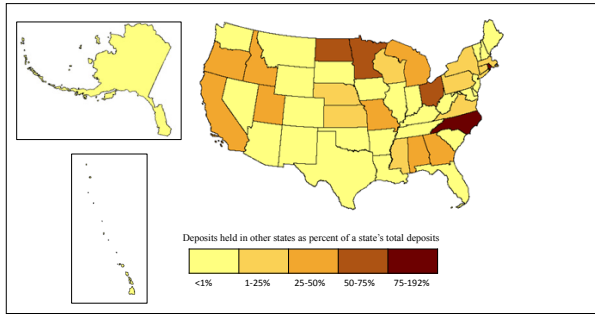 Deposits held in other states as percent of a state's total deposits
<1% 1-25% 25-50% 50-75% 75-192%